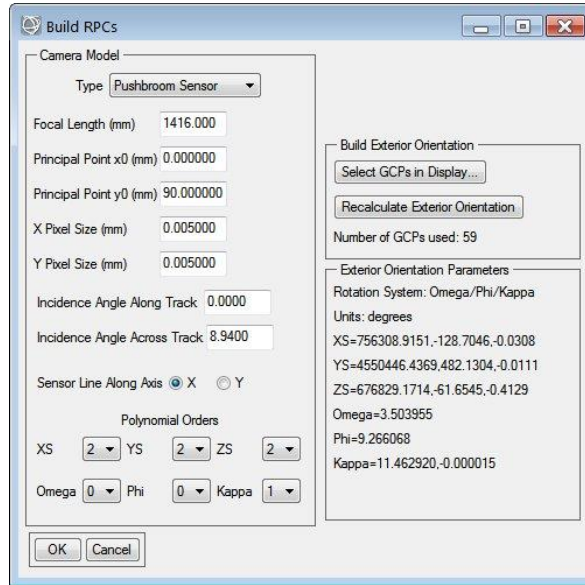 Build RPCs
Camera Model
Type Pushbroom Sensor
Focal Length (mm) 1416.000
Principal Point x0 (mm) 0.000000
Principal Point y0 (mm) 90.000000
X Pixel Size (mm) 0.005000
Y Pixel Size (mm) 0.005000
Incidence Angle Along Track 0.0000
Incidence Angle Across Track 8.9400
Sensor Line Along Axis X Y
Polynomial Orders
XS 2 YS 2 ZS 2
Omega 0 Phi 0 Kappa 1
Build Exterior Orientation
Select GCPs in Display...
Recalculate Exterior Orientation
Number of GCPs used: 59
Exterior Orientation Parameters
Rotation System: Omega/Phi/Kappa
Units: degrees
XS=756308.9151,-128.7046,-0.0308
YS=4550446.4369,482.1304,-0.0111
ZS=676829.1714,-61.6545,-0.4129
Omega=3.503955
Phi=9.266068
Kappa=11.462920,-0.000015
OK Cancel